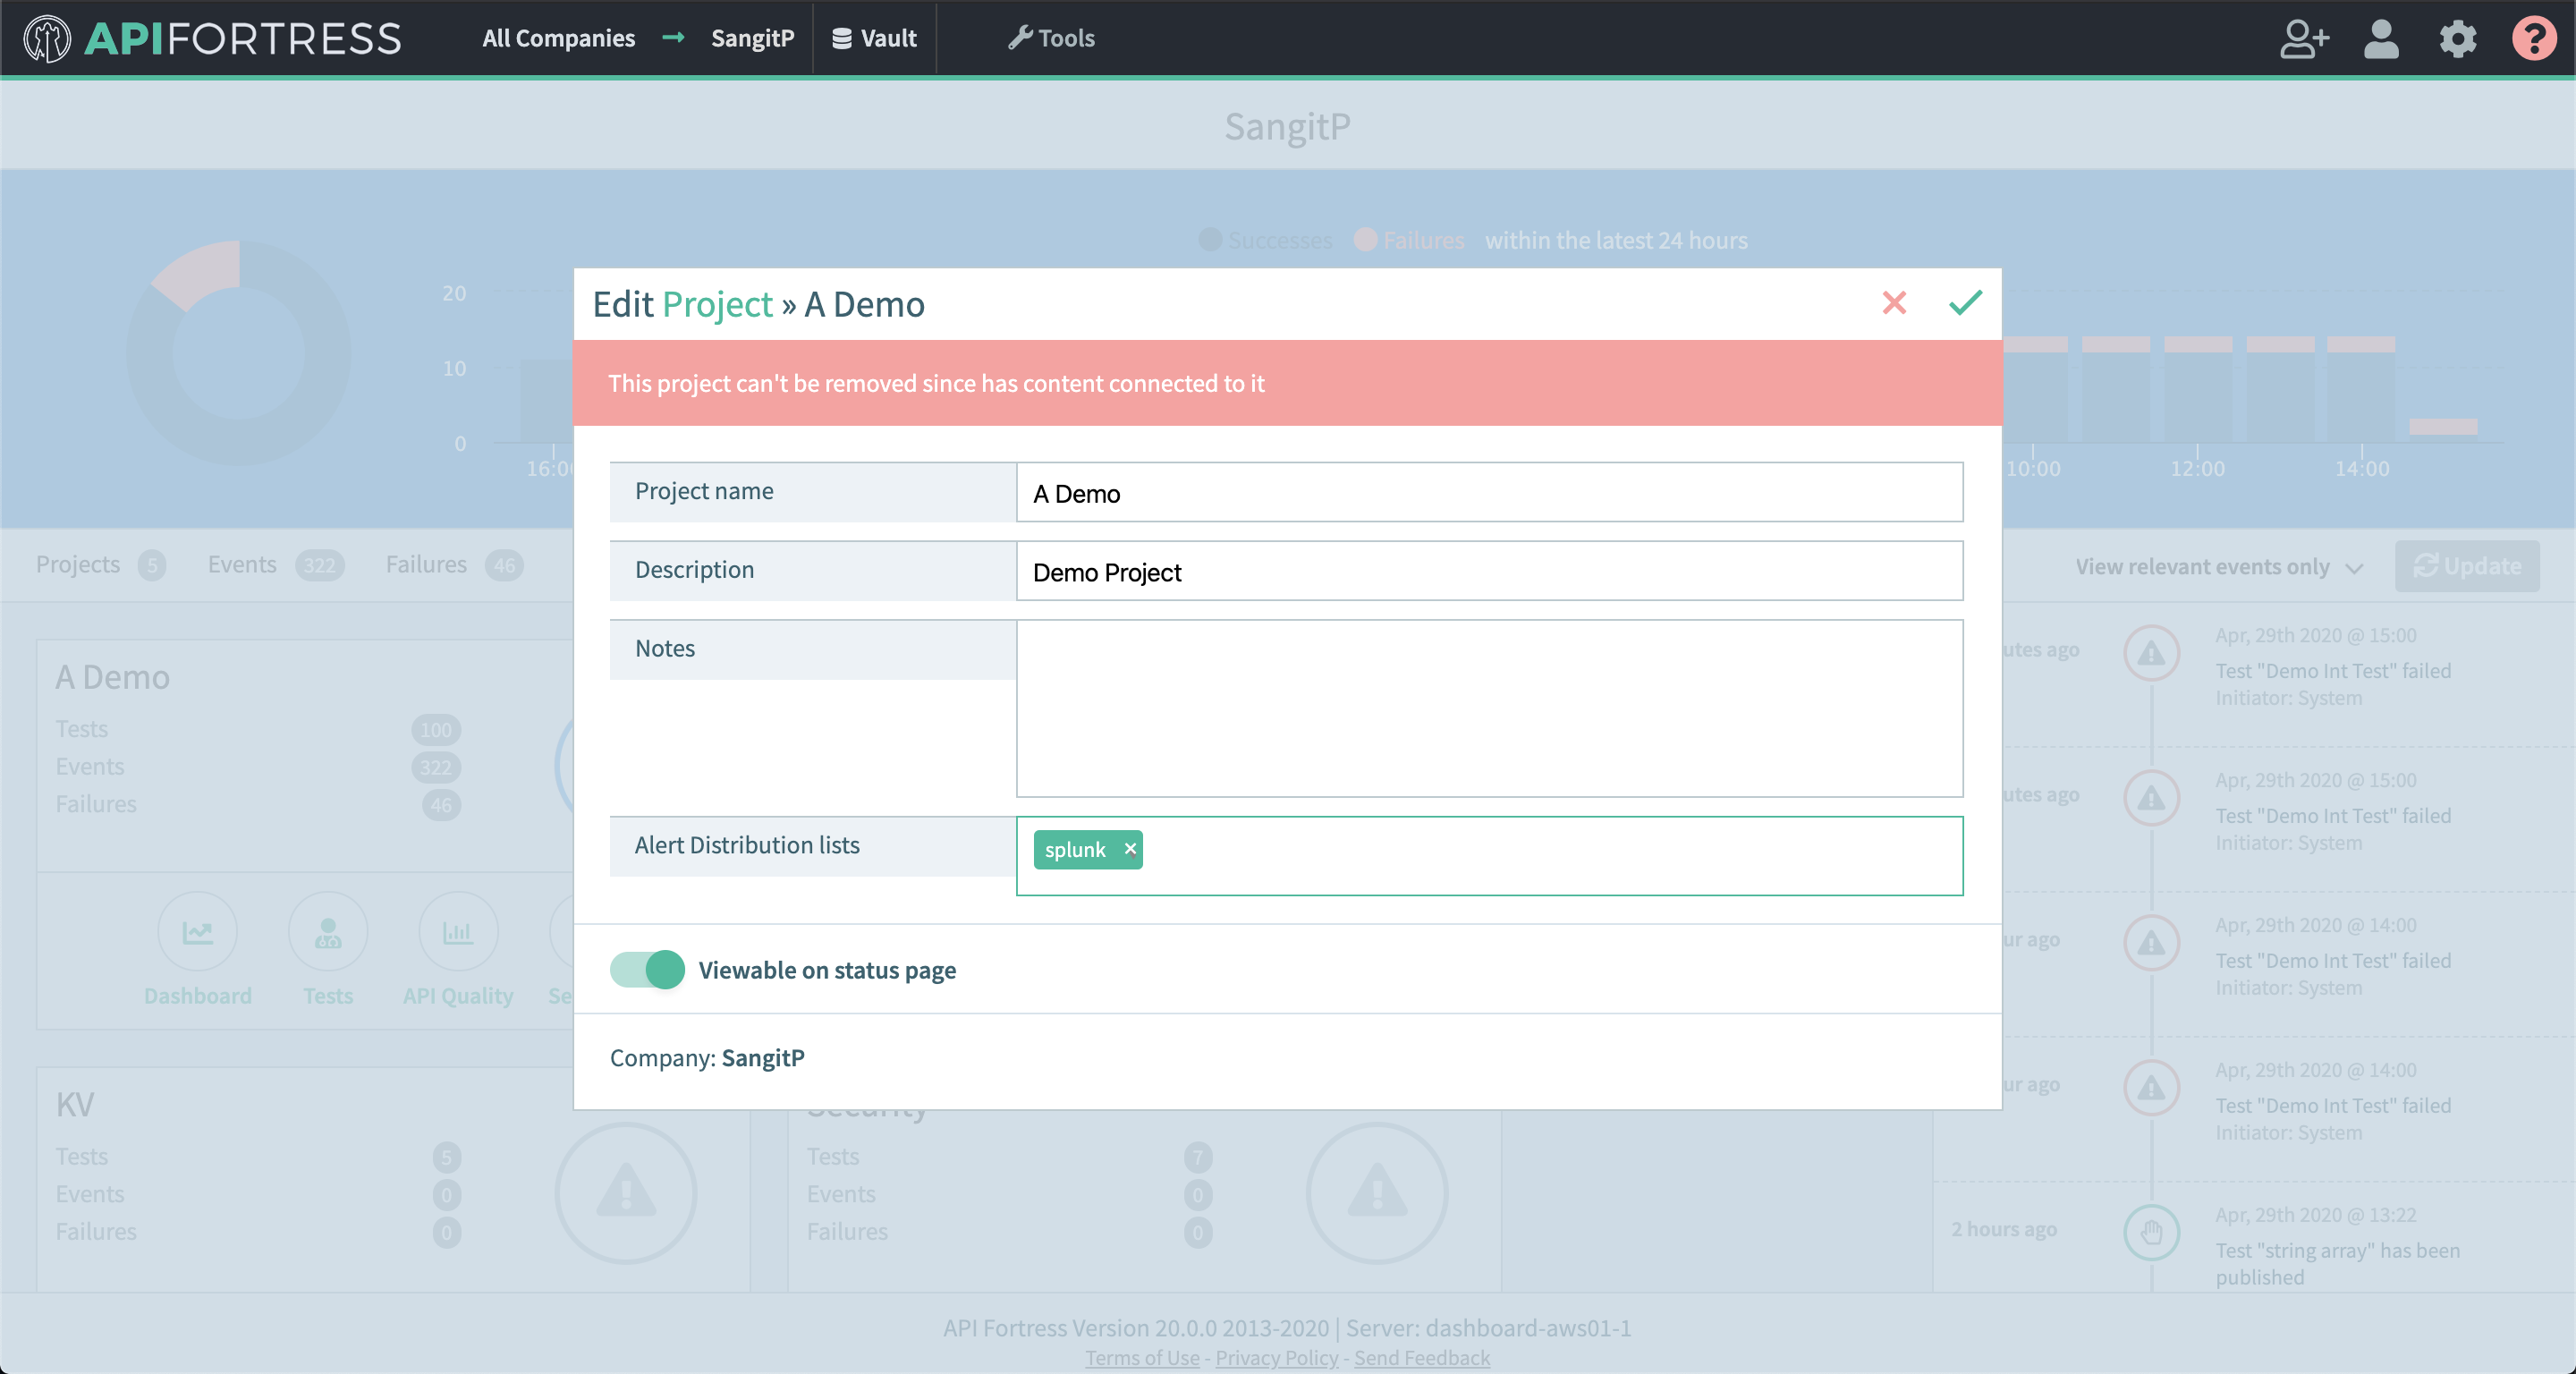 APIFORTRESS
All Companies → SangitP
Vault
Tools
?
SangitP
Successes Failures within the latest 24 hours
20
10
0
10:00 12:00 14:00
Edit Project » A Demo
This project can't be removed since has content connected to it
Project name
A Demo
Description
Demo Project
Notes
Alert Distribution lists
splunk ×
Viewable on status page
Company: SangitP
Projects 5 Events 322 Failures 46
View relevant events only
Update
A Demo
Tests 100
Events 322
Failures 46
Dashboard
Tests
API Quality
KV
Tests 5
Events 0
Failures 0
Security
Tests 7
Events 0
Failures 0
Apr, 29th 2020 @ 15:00
Test "Demo Int Test" failed
Initiator: System
Apr, 29th 2020 @ 15:00
Test "Demo Int Test" failed
Initiator: System
ago
Apr, 29th 2020 @ 14:00
Test "Demo Int Test" failed
Initiator: System
ago
Apr, 29th 2020 @ 14:00
Test "Demo Int Test" failed
Initiator: System
2 hours ago
Apr, 29th 2020 @ 13:22
Test "string array" has been
published
API Fortress Version 20.0.0 2013-2020 | Server: dashboard-aws01-1
Terms of Use - Privacy Policy - Send Feedback